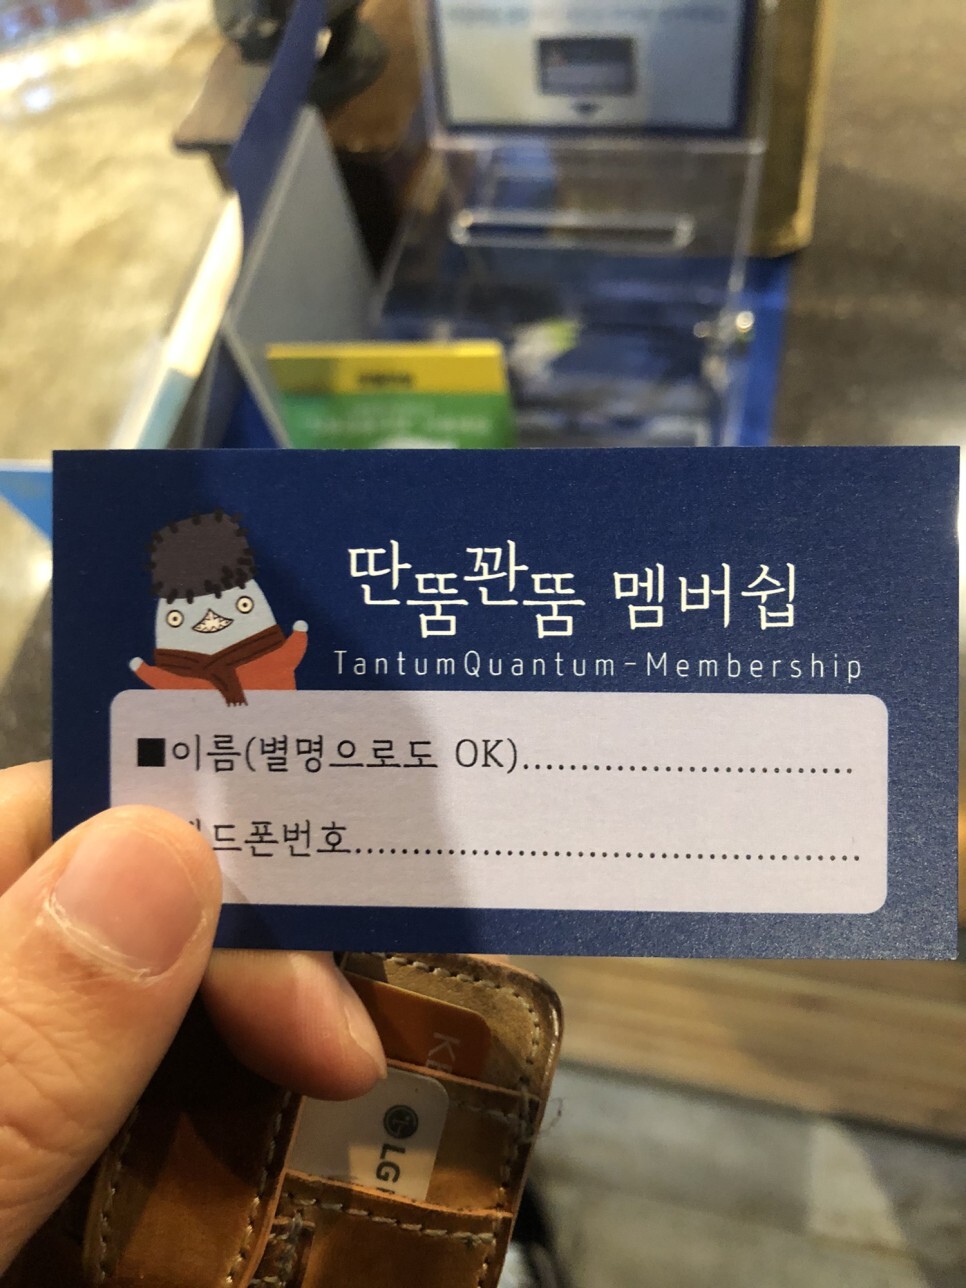 딴뚬꽌뚬 멤버쉽
TantumQuantum-Membership
■이름(별명으로도 OK)............................
드폰번호............................................
LG